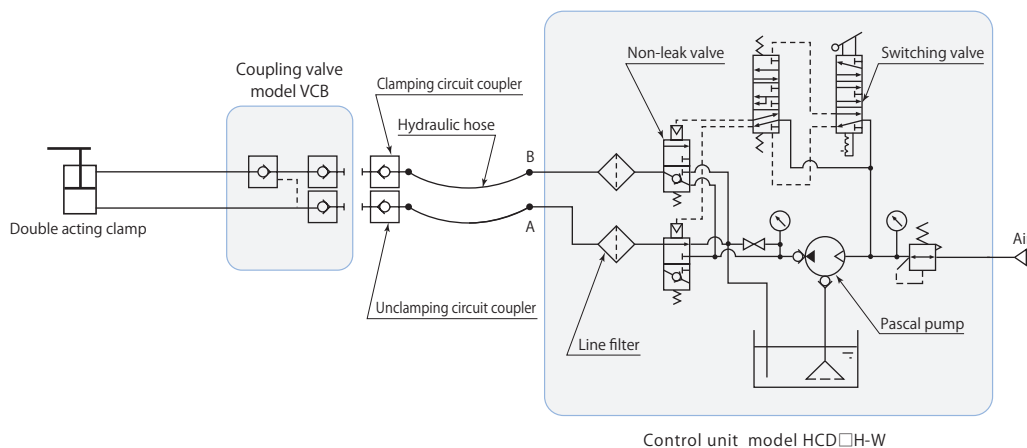 Non-leak valve
Switching valve
Coupling valve
model VCB
Clamping circuit coupler
Hydraulic hose
B
A
Double acting clamp
Ai
Unclamping circuit coupler
Line filter
Pascal pump
Control unit model HCD□H-W